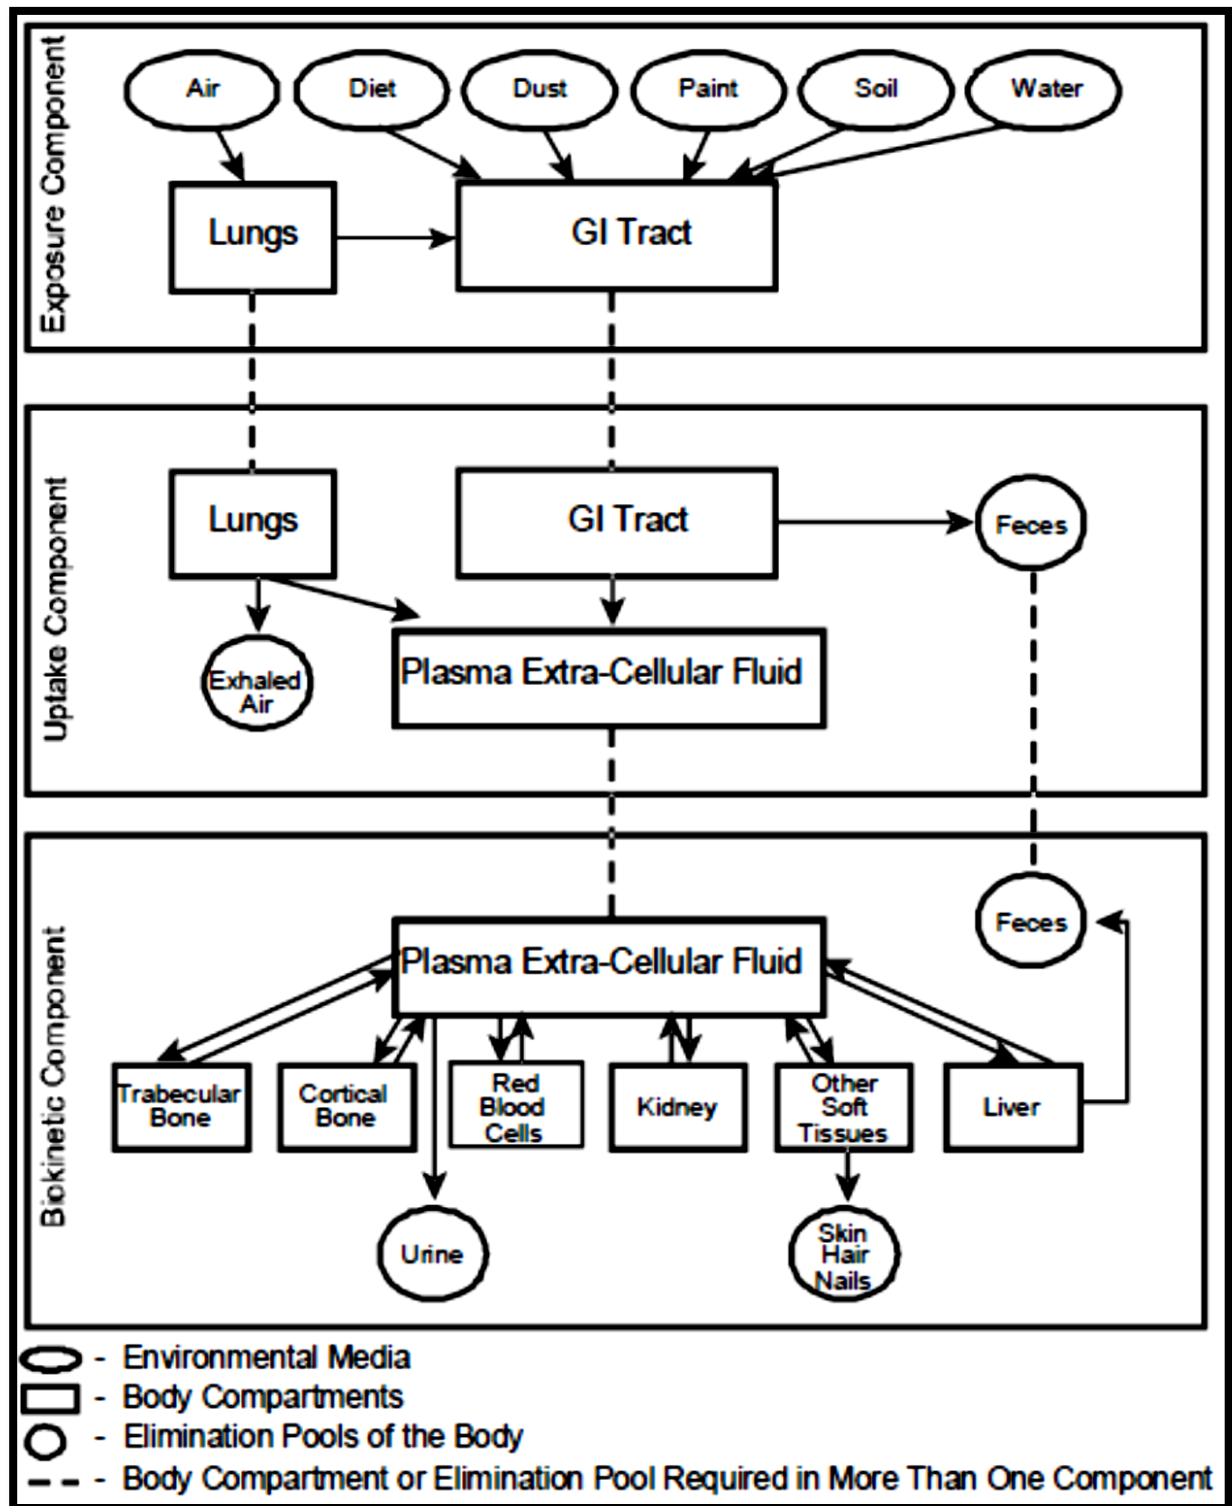 Exposure Component
Air
Diet
Dust
Paint
Soil
Water
Lungs
GI Tract
Uptake Component
Lungs
GI Tract
Feces
Exhaled
Air
Plasma Extra-Cellular Fluid
Biokinetic Component
Feces
Plasma Extra-Cellular Fluid
Trabecular
Bone
Cortical
Bone
Red
Blood
Cells
Kidney
Other
Soft
Tissues
Liver
Urine
Skin
Hair
Nails
- Environmental Media
- Body Compartments
- Elimination Pools of the Body
- Body Compartment or Elimination Pool Required in More Than One Component